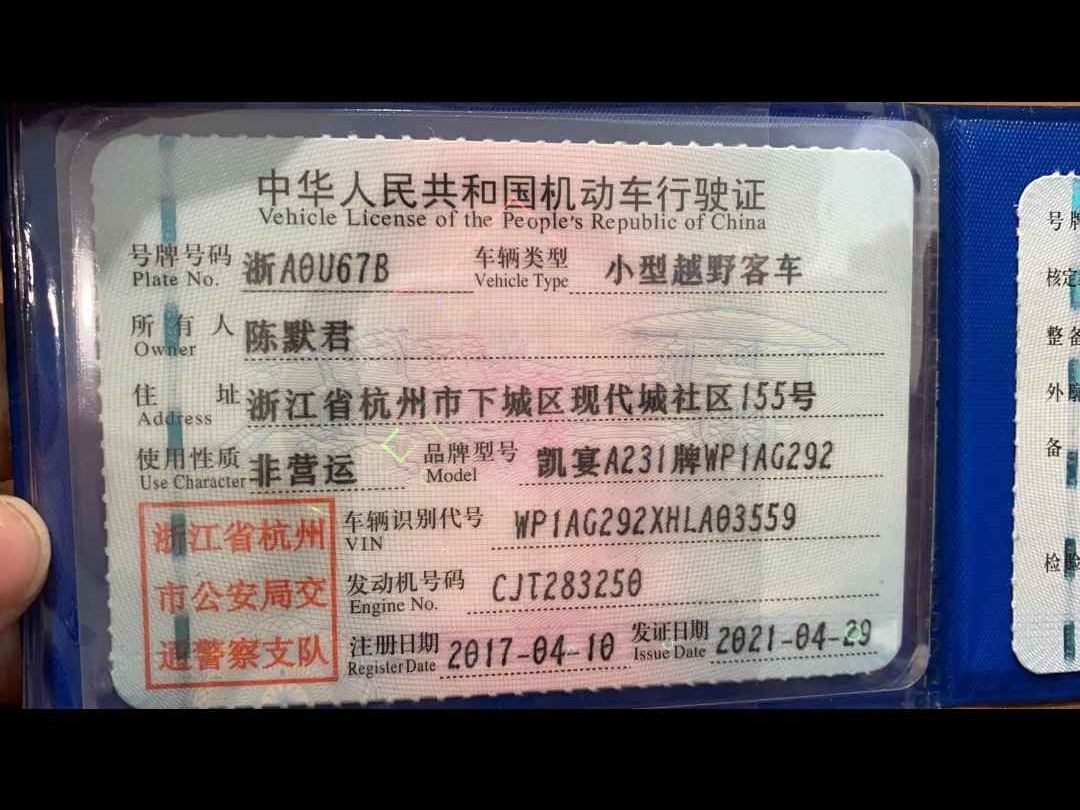 中华人民共和国机动车行驶证
Vehicle License of the People's Republic of China
号牌号码 浙A0U67B 车辆类型 小型越野客车
Plate No. Vehicle Type
所有人 陈默君
Owner
住址 浙江省杭州市下城区现代城社区155号
Address
使用性质 非营运 品牌型号 凯宴A231牌WP1AG292
Use Character Model
浙江省杭州
市公安局交
通警察支队
车辆识别代号 WP1AG292XHLA03559
VIN
发动机号码 CJT283250
Engine No.
注册日期 2017-04-10 发证日期 2021-04-29
Register Date Issue Date
号牌
核定
整备
外
备
检验